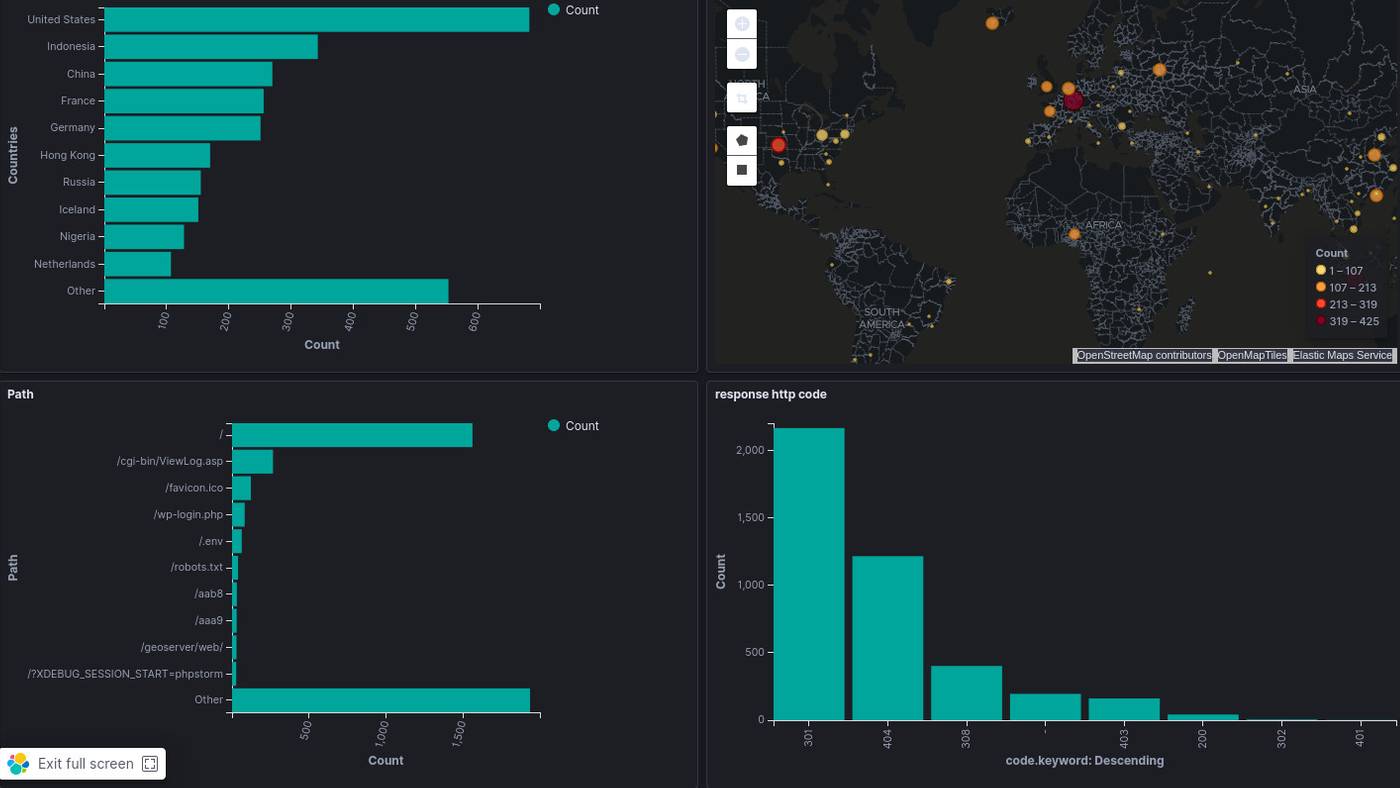 United States
Indonesia
China
France
Germany
Hong Kong
Russia
Iceland
Nigeria
Netherlands
Other
Countries
100
200
300
400
500
600
Count
Count
ASIA
AFRICA
SOUTH
AMERICA
Count
1 – 107
107 – 213
213 – 319
319 – 425
OpenStreetMap contributors OpenMapTiles Elastic Maps Service
Path
/
/cgi-bin/ViewLog.asp
/favicon.ico
/wp-login.php
/.env
/robots.txt
/aab8
/aaa9
/geoserver/web/
/?XDEBUG_SESSION_START=phpstorm
Other
Path
500
1,000
1,500
Count
Count
Exit full screen
response http code
2,000
1,500
1,000
500
0
Count
301
404
308
-
403
200
302
401
code.keyword: Descending